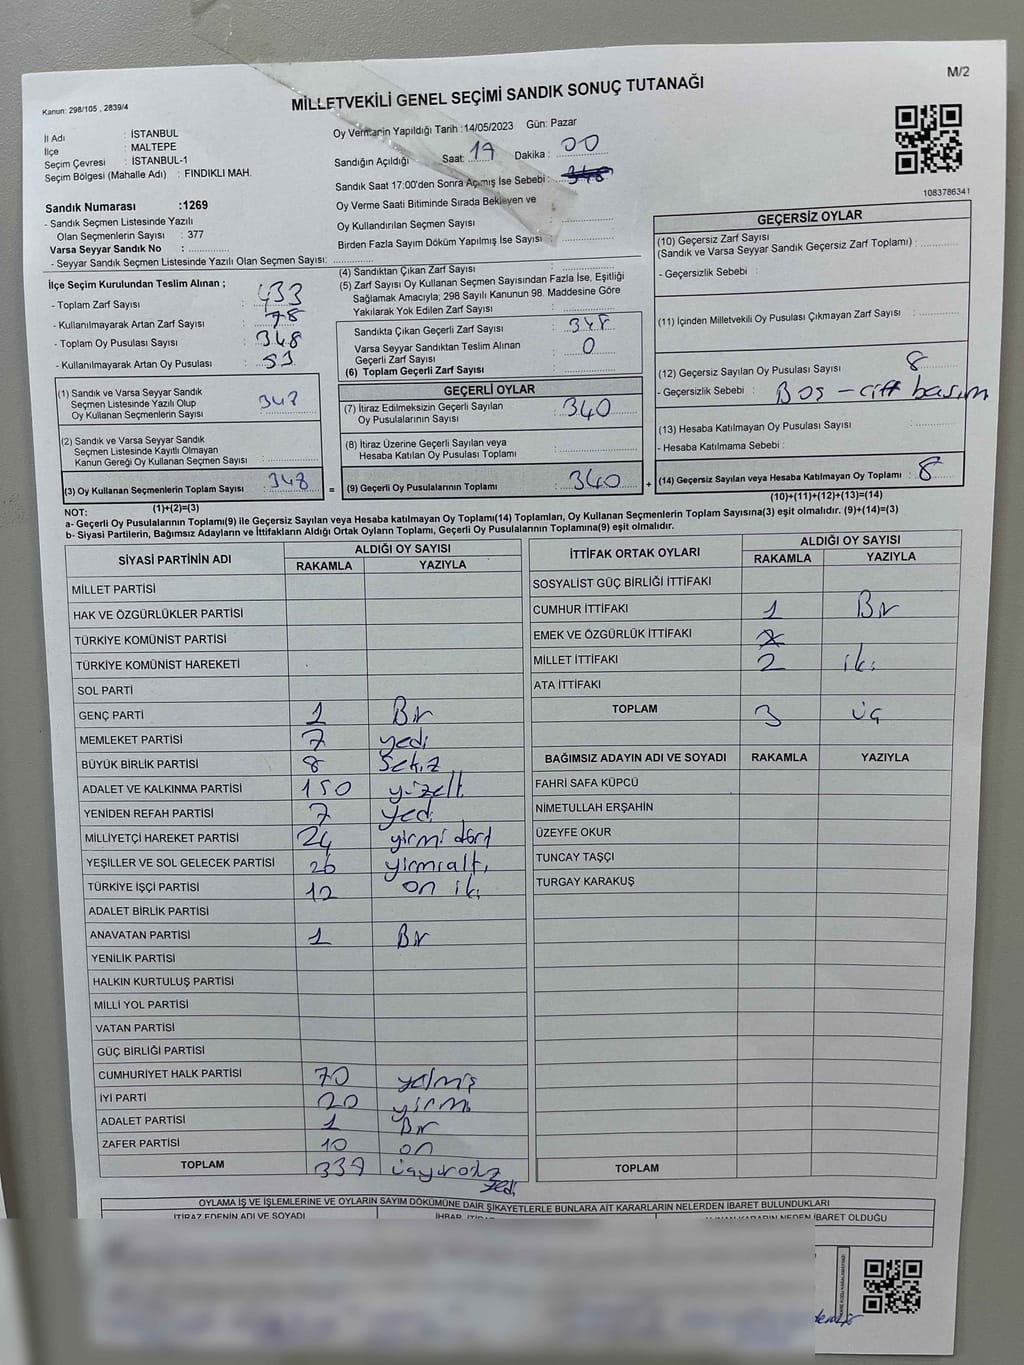 M/2
Kanun: 298/105 , 2839/4
MİLLETVEKİLİ GENEL SEÇİMİ SANDIK SONUÇ TUTANAĞI
İl Adı : İSTANBUL
İlçe : MALTEPE
Seçim Çevresi : İSTANBUL-1
Seçim Bölgesi (Mahalle Adı) : FINDIKLI MAH.
Oy Vermenin Yapıldığı Tarih :14/05/2023 Gün: Pazar
Sandığın Açıldığı Saat: 17 Dakika : 00
Sandık Saat 17:00'den Sonra Açmış İse Sebebi :
Oy Verme Saati Bitiminde Sırada Bekleyen ve
Oy Kullandırılan Seçmen Sayısı
Birden Fazla Sayım Döküm Yapılmış İse Sayısı
1083786341
Sandık Numarası :1269
- Sandık Seçmen Listesinde Yazılı
Olan Seçmenlerin Sayısı : 377
Varsa Seyyar Sandık No :
- Seyyar Sandık Seçmen Listesinde Yazılı Olan Seçmen Sayısı:
İlçe Seçim Kurulundan Teslim Alınan ;
- Toplam Zarf Sayısı : 433
- Kullanılmayarak Artan Zarf Sayısı : 78
- Toplam Oy Pusulası Sayısı : 348
- Kullanılmayarak Artan Oy Pusulası :
(1) Sandık ve Varsa Seyyar Sandık
Seçmen Listesinde Yazılı Olup
Oy Kullanan Seçmenlerin Sayısı
(2) Sandık ve Varsa Seyyar Sandık
Seçmen Listesinde Kayıtlı Olmayan
Kanun Gereği Oy Kullanan Seçmen Sayısı :
(3) Oy Kullanan Seçmenlerin Toplam Sayısı : 348
(1)+(2)=(3)
(4) Sandıktan Çıkan Zarf Sayısı
(5) Zarf Sayısı Oy Kullanan Seçmen Sayısından Fazla İse, Eşitliği
Sağlamak Amacıyla; 298 Sayılı Kanunun 98. Maddesine Göre
Yakılarak Yok Edilen Zarf Sayısı :
Sandıkta Çıkan Geçerli Zarf Sayısı : 348
Varsa Seyyar Sandıktan Teslim Alınan
Geçerli Zarf Sayısı : 0
(6) Toplam Geçerli Zarf Sayısı :
GEÇERLİ OYLAR
(7) İtiraz Edilmeksizin Geçerli Sayılan
Oy Pusulalarının Sayısı : 340
(8) İtiraz Üzerine Geçerli Sayılan veya
Hesaba Katılan Oy Pusulası Toplamı :
= (9) Geçerli Oy Pusulalarının Toplamı : 340 +
GEÇERSİZ OYLAR
(10) Geçersiz Zarf Sayısı
(Sandık ve Varsa Seyyar Sandık Geçersiz Zarf Toplamı) :
- Geçersizlik Sebebi :
(11) İçinden Milletvekili Oy Pusulası Çıkmayan Zarf Sayısı :
(12) Geçersiz Sayılan Oy Pusulası Sayısı : 8
- Geçersizlik Sebebi : Boş - çift basım
(13) Hesaba Katılmayan Oy Pusulası Sayısı :
- Hesaba Katılmama Sebebi :
(14) Geçersiz Sayılan veya Hesaba Katılmayan Oy Toplamı : 8
(10)+(11)+(12)+(13)=(14)
NOT:
a- Geçerli Oy Pusulalarının Toplamı(9) ile Geçersiz Sayılan veya Hesaba katılmayan Oy Toplamı(14) Toplamları, Oy Kullanan Seçmenlerin Toplam Sayısına(3) eşit olmalıdır. (9)+(14)=(3)
b- Siyasi Partilerin, Bağımsız Adayların ve İttifakların Aldığı Ortak Oyların Toplamı, Geçerli Oy Pusulalarının Toplamına(9) eşit olmalıdır.
SİYASİ PARTİNİN ADI ALDIĞI OY SAYISI
RAKAMLA YAZIYLA
MİLLET PARTİSİ
HAK VE ÖZGÜRLÜKLER PARTİSİ
TÜRKİYE KOMÜNİST PARTİSİ
TÜRKİYE KOMÜNİST HAREKETİ
SOL PARTİ
GENÇ PARTİ 1 Bir
MEMLEKET PARTİSİ 7 yedi
BÜYÜK BİRLİK PARTİSİ 8 Sekiz
ADALET VE KALKINMA PARTİSİ 150 yüzelli
YENİDEN REFAH PARTİSİ 7 yedi
MİLLİYETÇİ HAREKET PARTİSİ 24 yirmi dört
YEŞİLLER VE SOL GELECEK PARTİSİ 26 yirmialtı
TÜRKİYE İŞÇİ PARTİSİ 12 on iki
ADALET BİRLİK PARTİSİ
ANAVATAN PARTİSİ 1 Bir
YENİLİK PARTİSİ
HALKIN KURTULUŞ PARTİSİ
MİLLİ YOL PARTİSİ
VATAN PARTİSİ
GÜÇ BİRLİĞİ PARTİSİ
CUMHURİYET HALK PARTİSİ 70 yetmiş
İYİ PARTİ 20 yirmi
ADALET PARTİSİ 1 Bir
ZAFER PARTİSİ 10 on
TOPLAM 337 üçyüzotuz
yedi
İTTİFAK ORTAK OYLARI ALDIĞI OY SAYISI
RAKAMLA YAZIYLA
SOSYALİST GÜÇ BİRLİĞİ İTTİFAKI
CUMHUR İTTİFAKI 1 Bir
EMEK VE ÖZGÜRLÜK İTTİFAKI
MİLLET İTTİFAKI 2 iki
ATA İTTİFAKI
TOPLAM 3 üç
BAĞIMSIZ ADAYIN ADI VE SOYADI RAKAMLA YAZIYLA
FAHRİ SAFA KÜPCÜ
NİMETULLAH ERŞAHİN
ÜZEYFE OKUR
TUNCAY TAŞÇI
TURGAY KARAKUŞ
TOPLAM
OYLAMA İŞ VE İŞLEMLERİNE VE OYLARIN SAYIM DÖKÜMÜNE DAİR ŞİKAYETLERLE BUNLARA AİT KARARLARIN NELERDEN İBARET BULUNDUKLARI
İTİRAZ EDENİN ADI VE SOYADI
NEDEN İBARET OLDUĞU